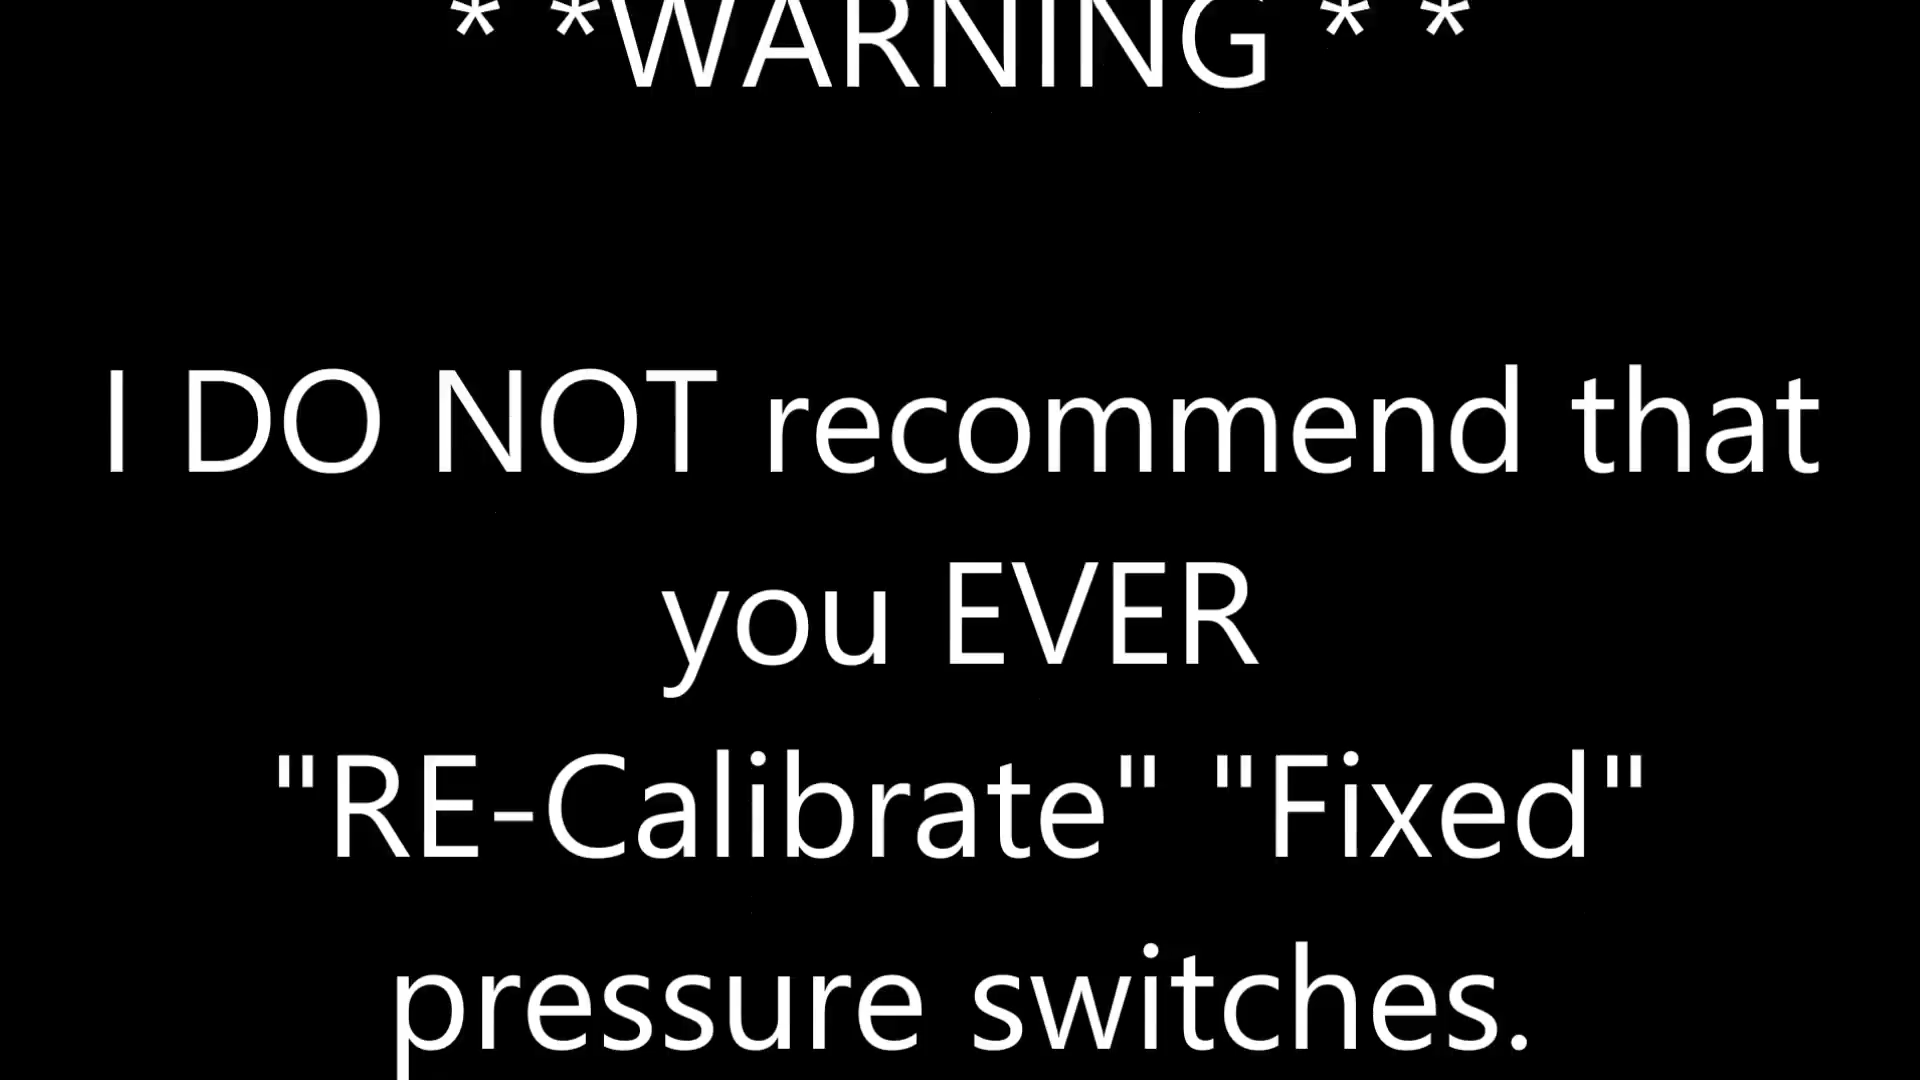 * *WARNING * *
I DO NOT recommend that
you EVER
"RE-Calibrate" "Fixed"
pressure switches.